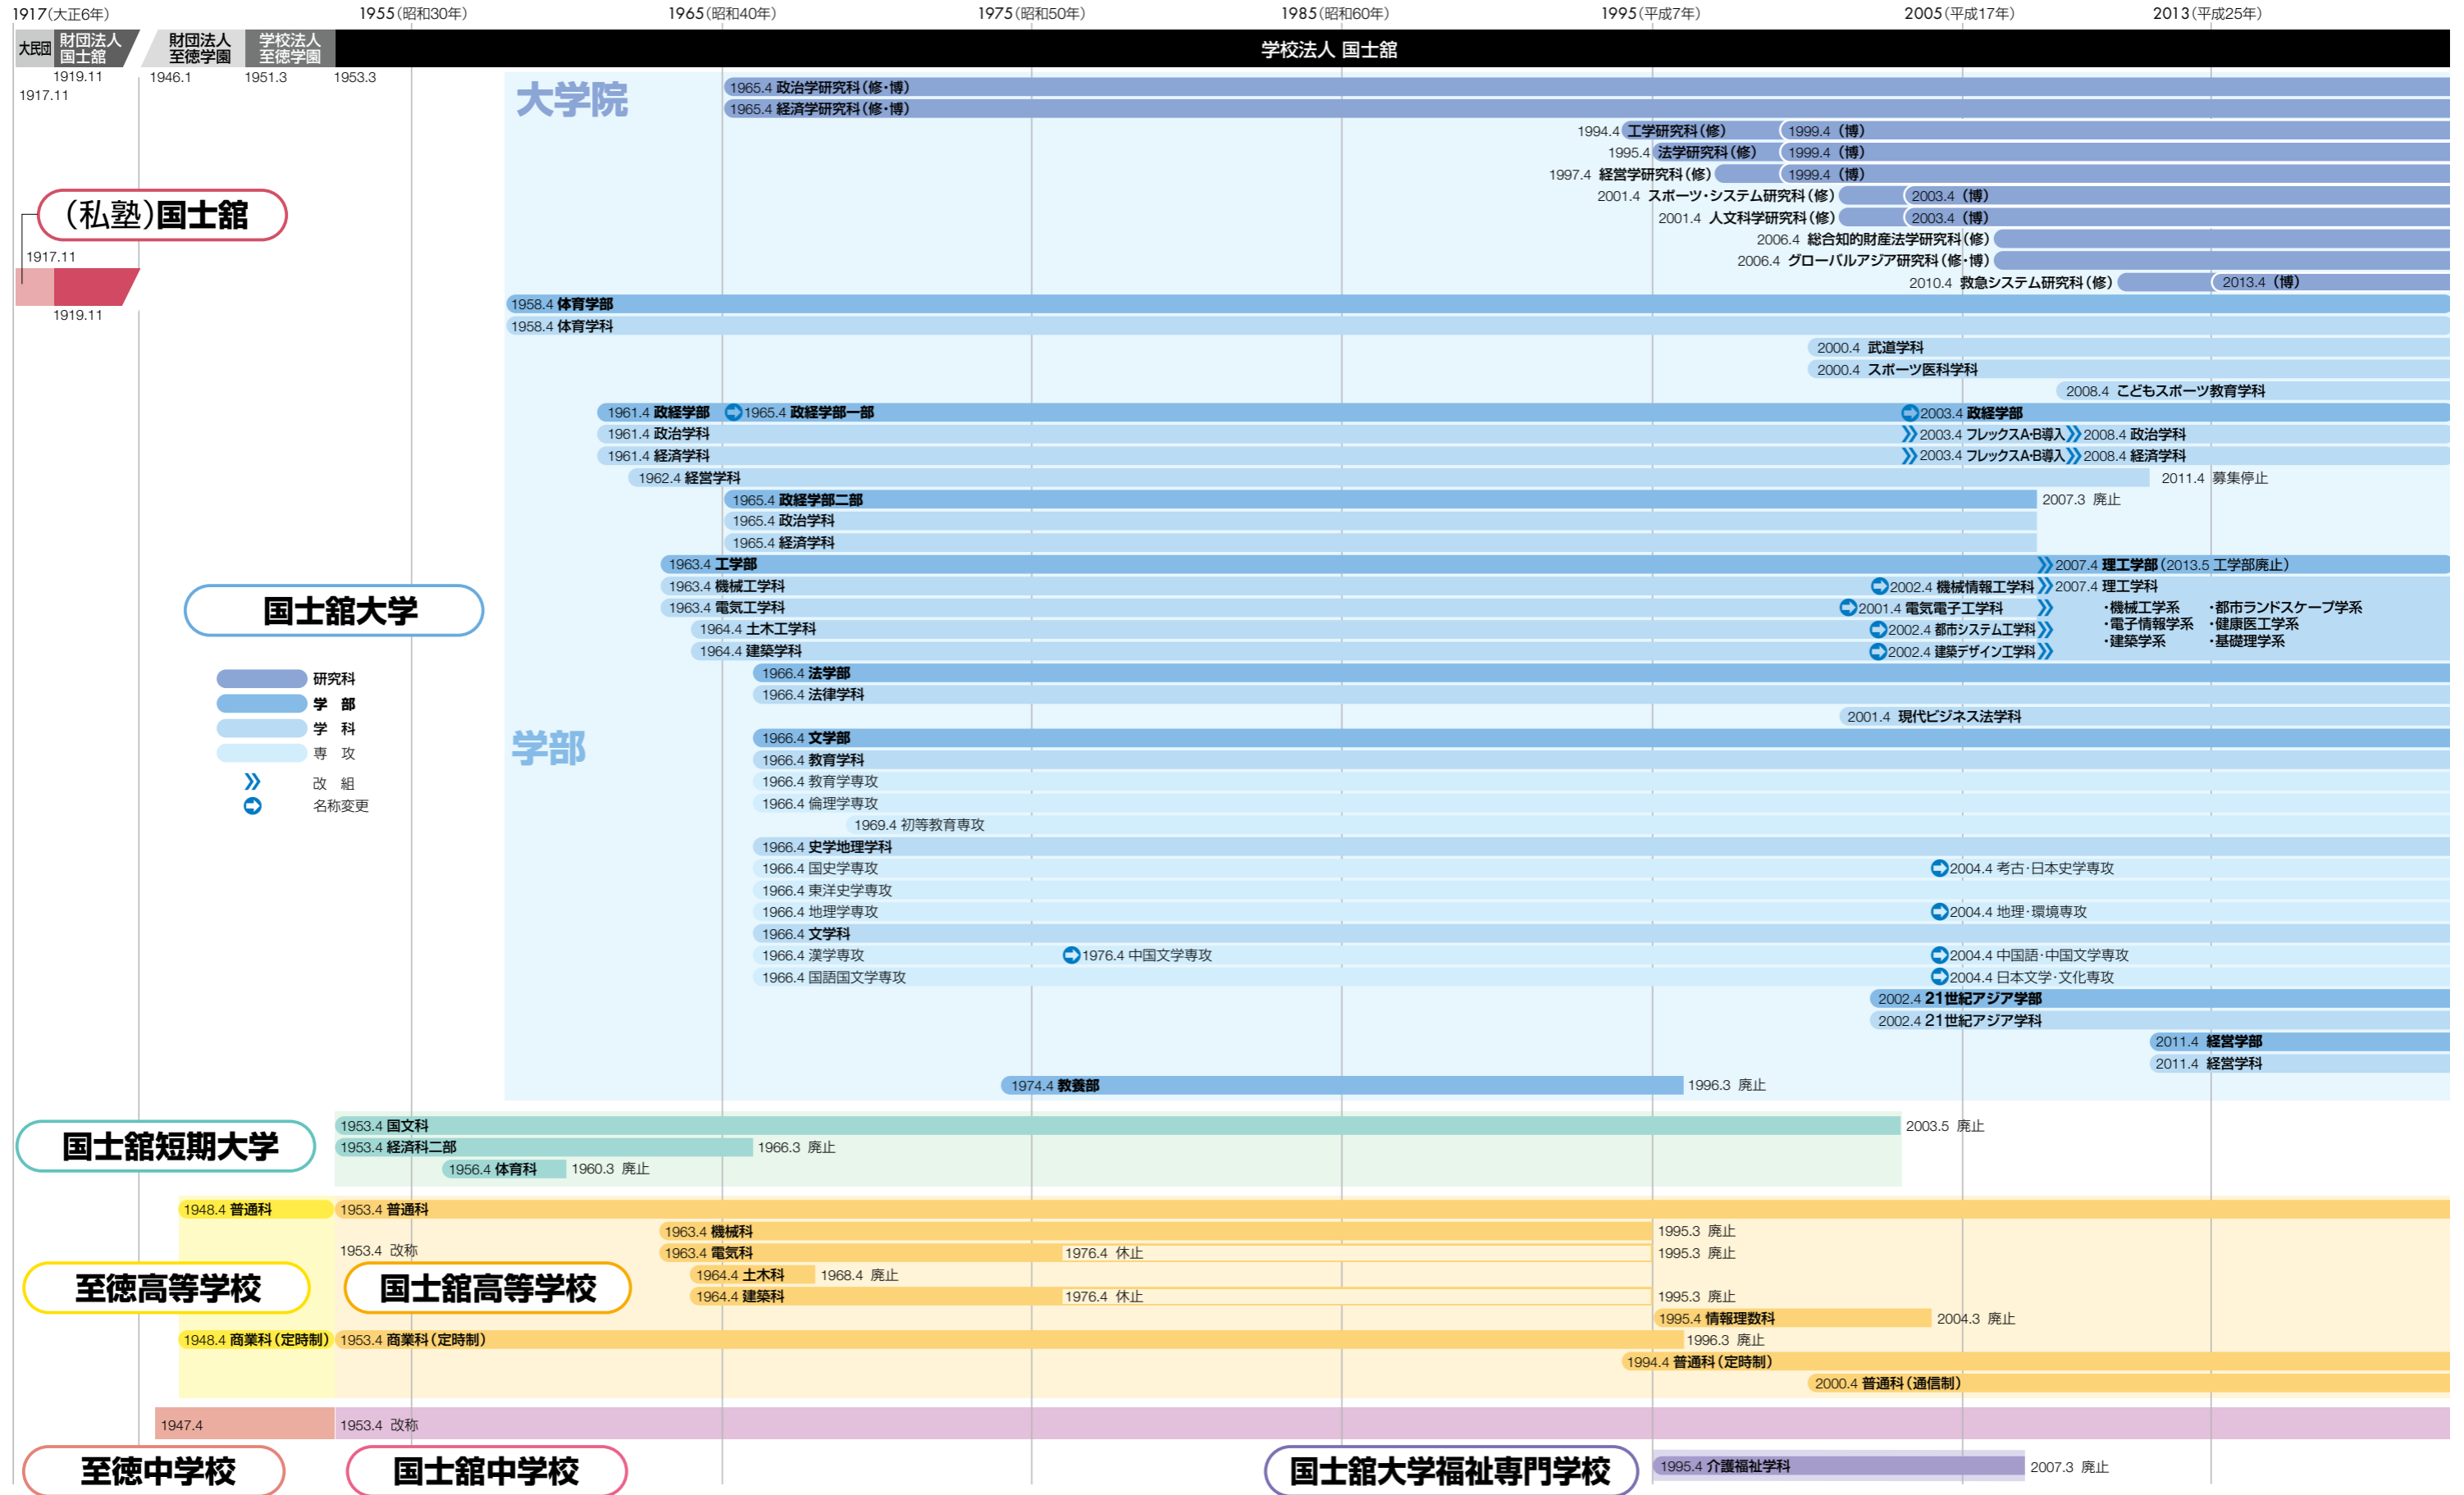 1917(大正6年)
1955(昭和30年)
1965(昭和40年)
1975(昭和50年)
1985(昭和60年)
1995(平成7年)
2005(平成17年)
2013(平成25年)
大民団
財団法人
国士舘
財団法人
至徳学園
学校法人
至徳学園
学校法人 国士舘
1917.11
1919.11
1946.1
1951.3
1953.3
大学院
1965.4 政治学研究科(修・博)
1965.4 経済学研究科(修・博)
1994.4 工学研究科(修) 1999.4 (博)
1995.4 法学研究科(修) 1999.4 (博)
1997.4 経営学研究科(修) 1999.4 (博)
2001.4 スポーツ・システム研究科(修) 2003.4 (博)
2001.4 人文科学研究科(修) 2003.4 (博)
2006.4 総合知的財産法学研究科(修)
2006.4 グローバルアジア研究科(修・博)
2010.4 救急システム研究科(修) 2013.4 (博)
(私塾)国士舘
1917.11
1919.11
1958.4 体育学部
1958.4 体育学科
2000.4 武道学科
2000.4 スポーツ医科学科
2008.4 こどもスポーツ教育学科
1961.4 政経学部 1965.4 政経学部一部 2003.4 政経学部
1961.4 政治学科 2003.4 フレックスA・B導入 2008.4 政治学科
1961.4 経済学科 2003.4 フレックスA・B導入 2008.4 経済学科
1962.4 経営学科 2011.4 募集停止
1965.4 政経学部二部 2007.3 廃止
1965.4 政治学科
1965.4 経済学科
1963.4 工学部 2007.4 理工学部(2013.5 工学部廃止)
1963.4 機械工学科 2002.4 機械情報工学科 2007.4 理工学科
1963.4 電気工学科 2001.4 電気電子工学科 ・機械工学系 ・都市ランドスケープ学系
1964.4 土木工学科 2002.4 都市システム工学科 ・電子情報学系 ・健康医工学系
1964.4 建築学科 2002.4 建築デザイン工学科 ・建築学系 ・基礎理学系
1966.4 法学部
1966.4 法律学科
2001.4 現代ビジネス法学科
国士舘大学
研究科
学 部
学 科
専 攻
改 組
名称変更
学部
1966.4 文学部
1966.4 教育学科
1966.4 教育学専攻
1966.4 倫理学専攻
1969.4 初等教育専攻
1966.4 史学地理学科
1966.4 国史学専攻 2004.4 考古・日本史学専攻
1966.4 東洋史学専攻
1966.4 地理学専攻 2004.4 地理・環境専攻
1966.4 文学科
1966.4 漢学専攻 1976.4 中国文学専攻 2004.4 中国語・中国文学専攻
1966.4 国語国文学専攻 2004.4 日本文学・文化専攻
2002.4 21世紀アジア学部
2002.4 21世紀アジア学科
2011.4 経営学部
2011.4 経営学科
1974.4 教養部 1996.3 廃止
国士舘短期大学
1953.4 国文科 2003.5 廃止
1953.4 経済科二部 1966.3 廃止
1956.4 体育科 1960.3 廃止
1948.4 普通科 1953.4 普通科
1963.4 機械科 1995.3 廃止
1953.4 改称
1963.4 電気科 1976.4 休止 1995.3 廃止
至徳高等学校
国士舘高等学校
1964.4 土木科 1968.4 廃止
1964.4 建築科 1976.4 休止 1995.3 廃止
1995.4 情報理数科 2004.3 廃止
1948.4 商業科(定時制) 1953.4 商業科(定時制) 1996.3 廃止
1994.4 普通科(定時制)
2000.4 普通科(通信制)
1947.4
1953.4 改称
至徳中学校
国士舘中学校
国士舘大学福祉専門学校
1995.4 介護福祉学科 2007.3 廃止